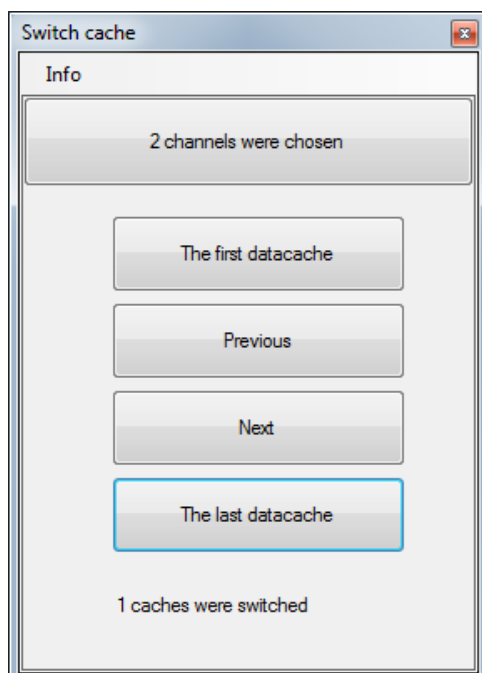 Switch cache
Info
2 channels were chosen
The first datacache
Previous
Next
The last datacache
1 caches were switched